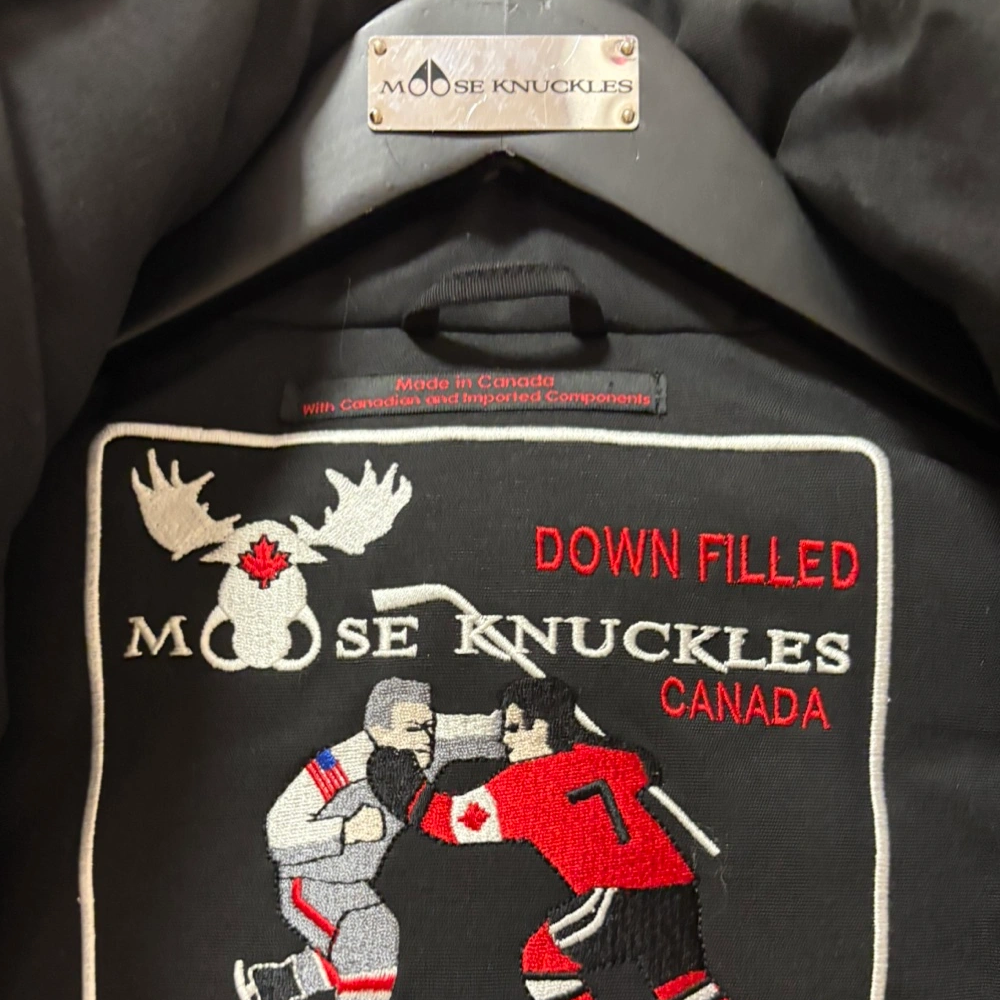 MOOSE KNUCKLES
Made in Canada
With Canadian and Imported Components
DOWN FILLED
MOOSE KNUCKLES
CANADA
7